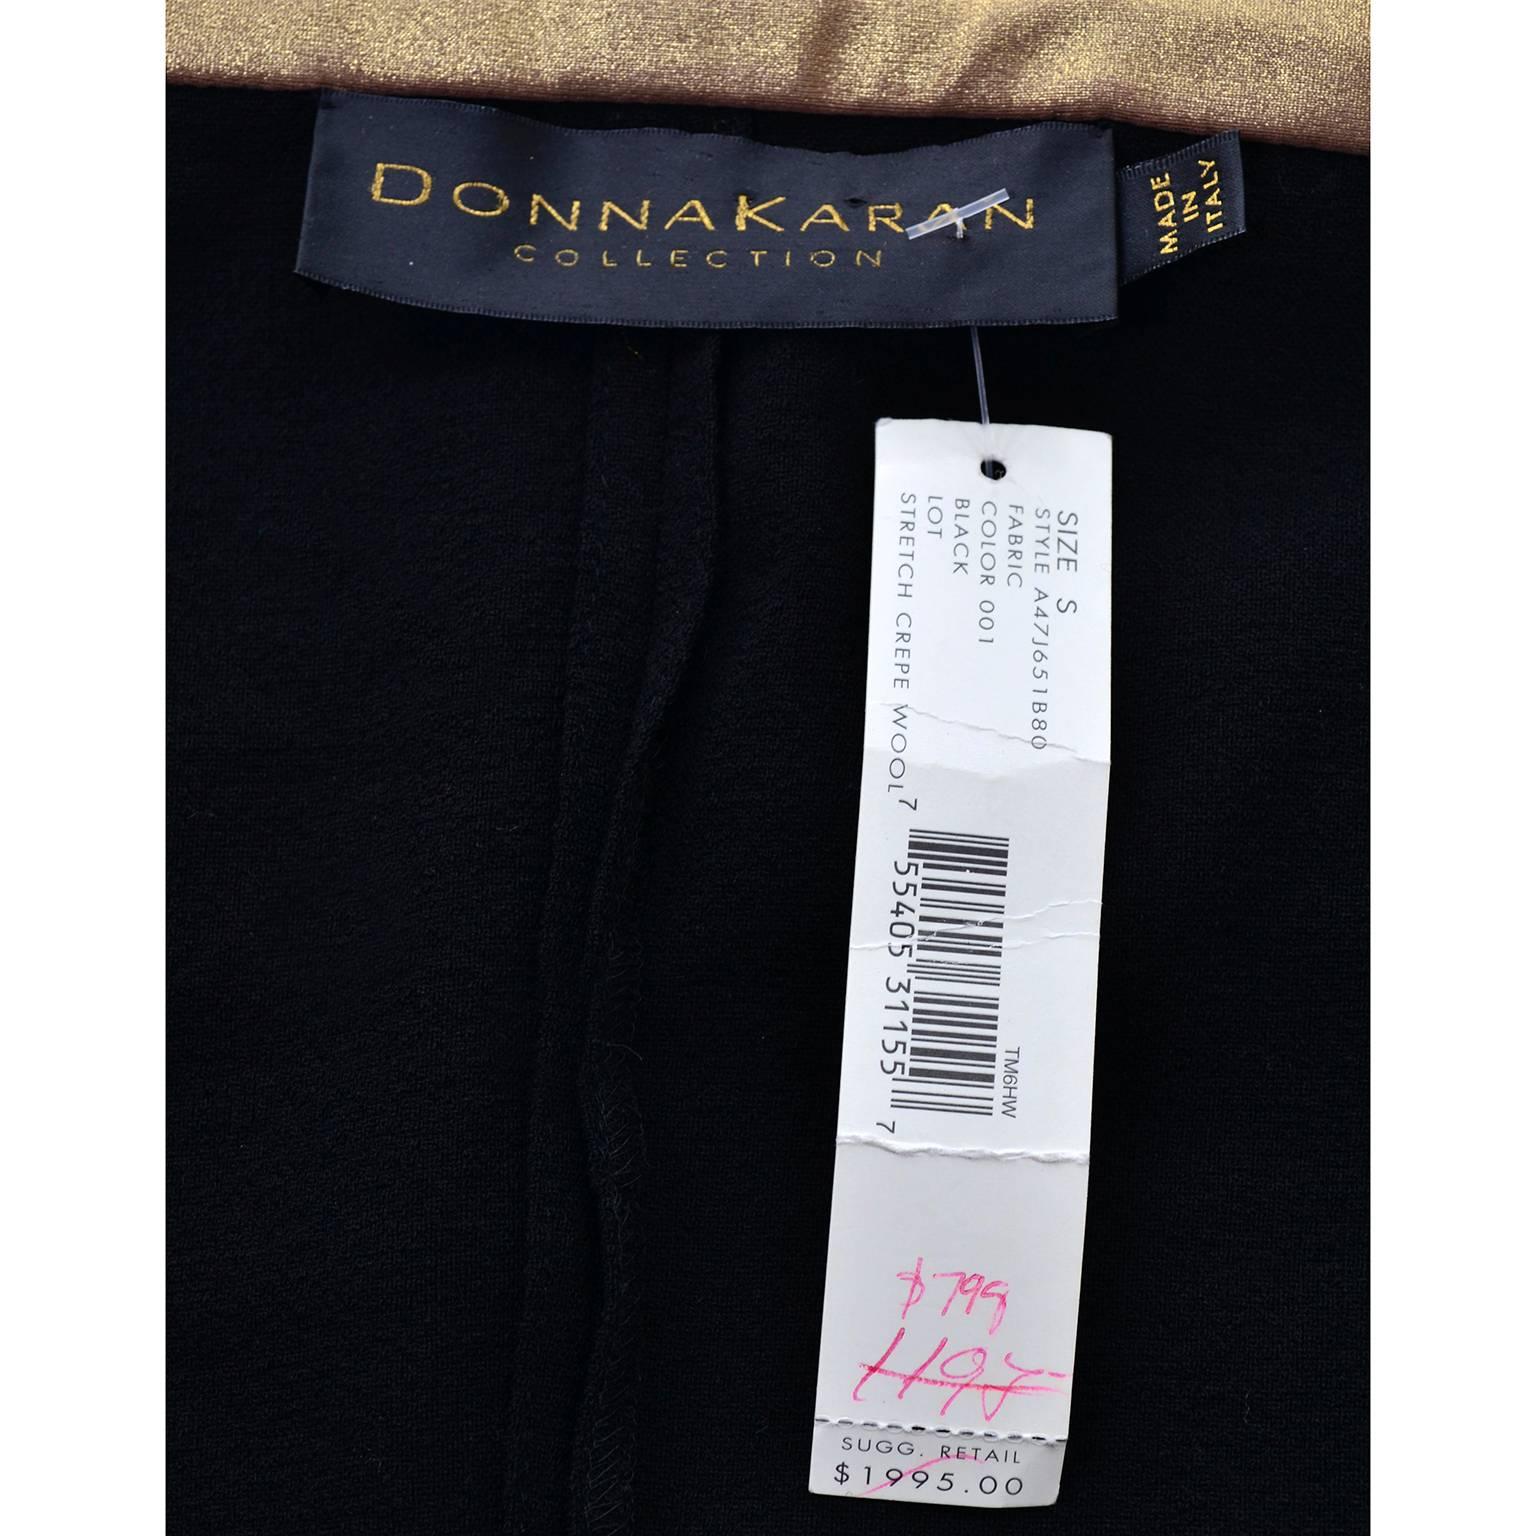 DONNAKARAN
COLLECTION
MADE
IN
ITALY
SIZE S
STYLE A47J651B80
FABRIC
COLOR 001
BLACK
LOT
STRETCH CREPE WOOL
7 55405 31155 7
TM6HW
$799
SUGG. RETAIL
$1995.00